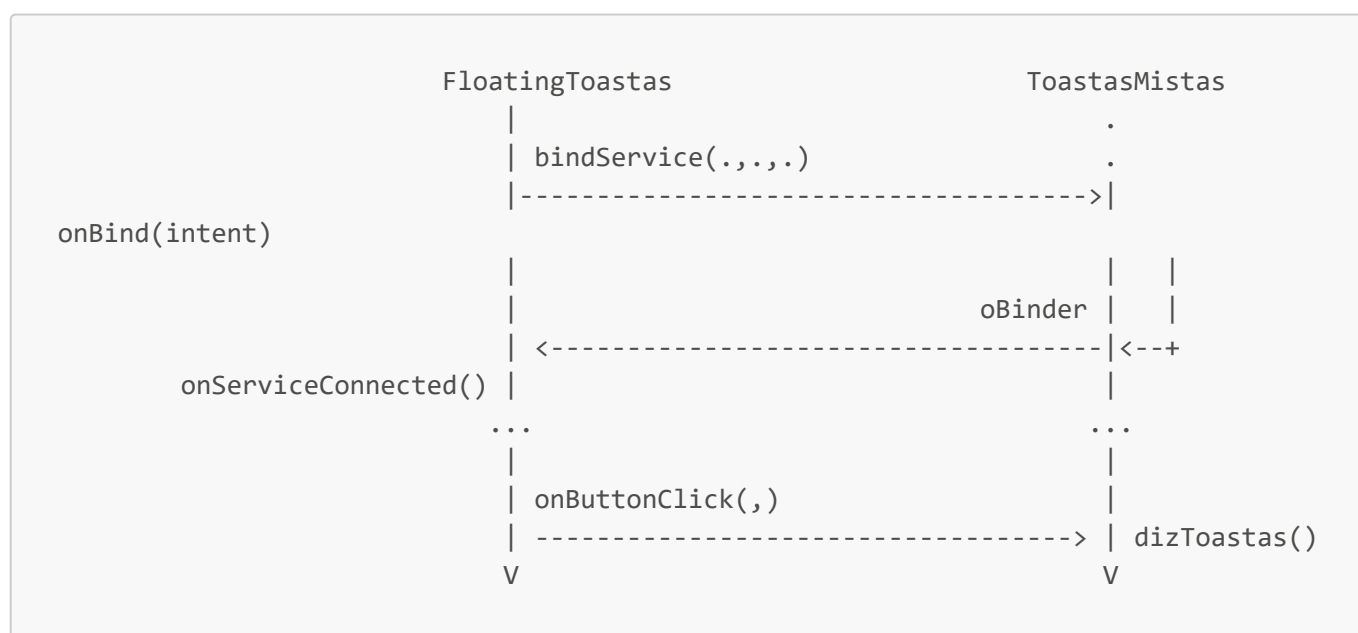 FloatingToastas                       ToastasMistas
|                                      .
| bindService(.,.,.)                   .
|------------------------------------->|
onBind(intent)
|                                      |   |
|                              oBinder |   |
| <------------------------------------|<--+
onServiceConnected() |                                      |
...                                    ...
|                                      |
| onButtonClick(,)                     |
| -----------------------------------> | dizToastas()
V                                      V